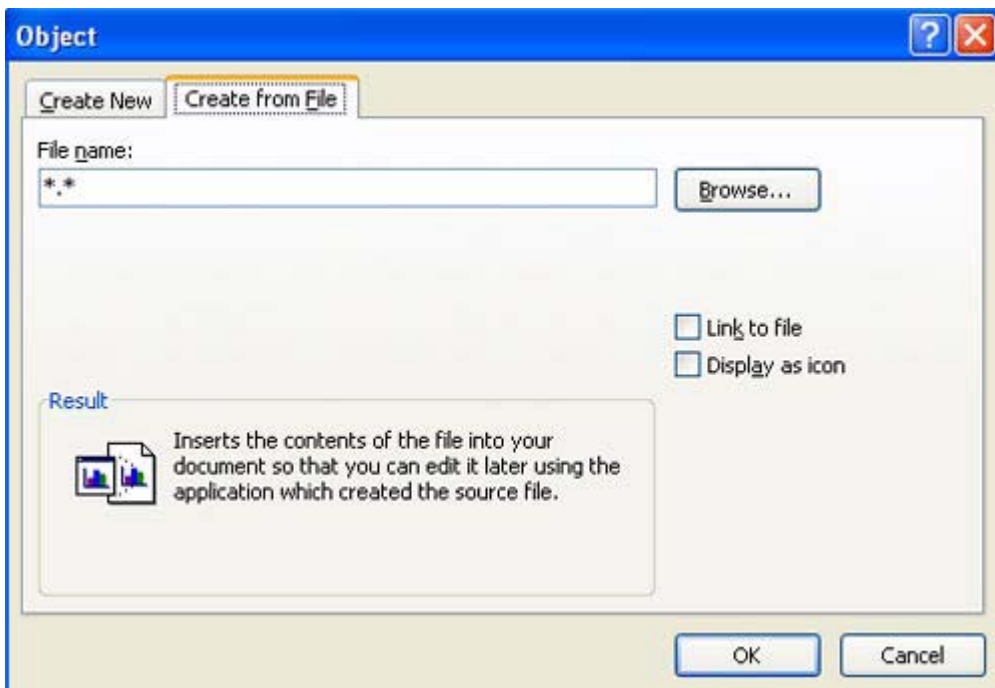 Object
Create New
Create from File
File name:
*.*
Browse...
Link to file
Display as icon
Result
Inserts the contents of the file into your
document so that you can edit it later using the
application which created the source file.
OK
Cancel